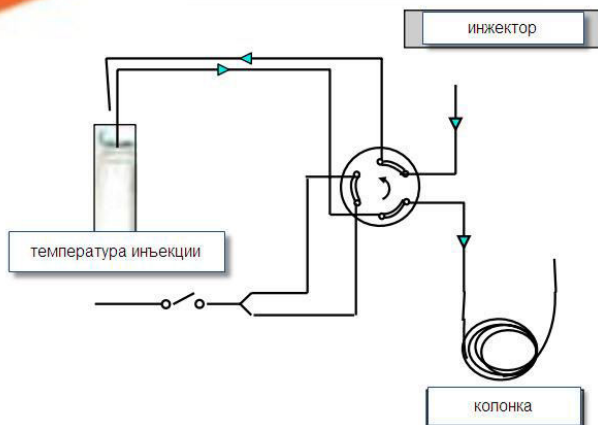 инжектор
температура инъекции
колонка